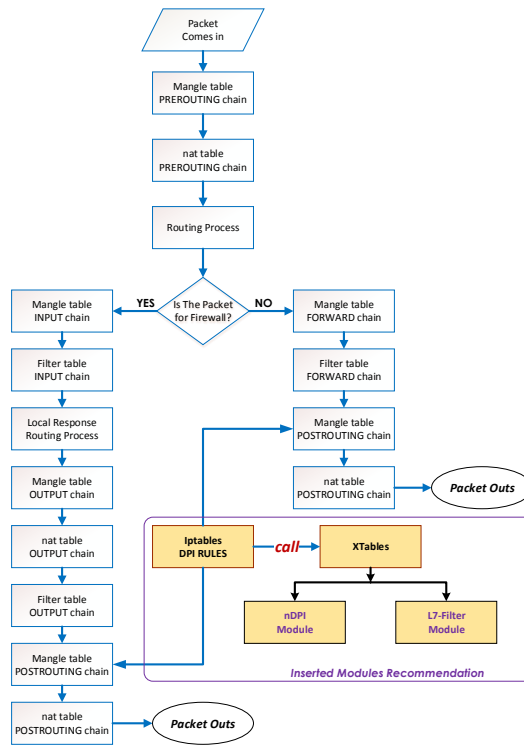 Packet
Comes in
Mangle table
PREROUTING chain
nat table
PREROUTING chain
Routing Process
Is The Packet
for Firewall?
YES
NO
Mangle table
INPUT chain
Filter table
INPUT chain
Local Response
Routing Process
Mangle table
OUTPUT chain
nat table
OUTPUT chain
Filter table
OUTPUT chain
Mangle table
POSTROUTING chain
nat table
POSTROUTING chain
Packet Outs
Mangle table
FORWARD chain
Filter table
FORWARD chain
Mangle table
POSTROUTING chain
nat table
POSTROUTING chain
Packet Outs
Iptables
DPI RULES
call
XTables
nDPI
Module
L7-Filter
Module
Inserted Modules Recommendation